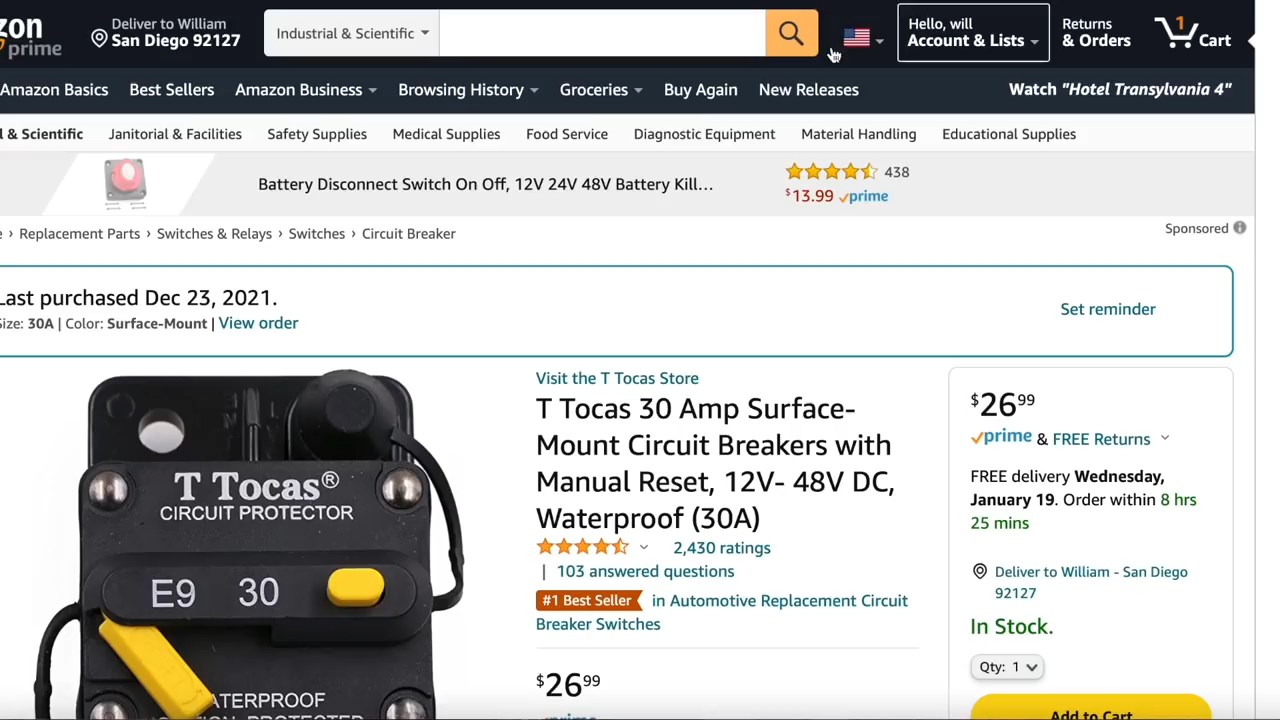 zon
prime
Deliver to William
San Diego 92127
Industrial & Scientific
Hello, will
Account & Lists
Returns
& Orders
1
Cart
Amazon Basics
Best Sellers
Amazon Business
Browsing History
Groceries
Buy Again
New Releases
Watch "Hotel Transylvania 4"
l & Scientific
Janitorial & Facilities
Safety Supplies
Medical Supplies
Food Service
Diagnostic Equipment
Material Handling
Educational Supplies
Battery Disconnect Switch On Off, 12V 24V 48V Battery Kill...
438
$13.99 prime
Sponsored
e › Replacement Parts › Switches & Relays › Switches › Circuit Breaker
Last purchased Dec 23, 2021.
Size: 30A | Color: Surface-Mount | View order
Set reminder
T Tocas®
CIRCUIT PROTECTOR
E9 30
WATERPROOF
IGNITION PROTECTED
Visit the T Tocas Store
T Tocas 30 Amp Surface-
Mount Circuit Breakers with
Manual Reset, 12V- 48V DC,
Waterproof (30A)
2,430 ratings
| 103 answered questions
#1 Best Seller in Automotive Replacement Circuit
Breaker Switches
$2699
prime
$2699
prime & FREE Returns
FREE delivery Wednesday,
January 19. Order within 8 hrs
25 mins
Deliver to William - San Diego
92127
In Stock.
Qty: 1
Add to Cart